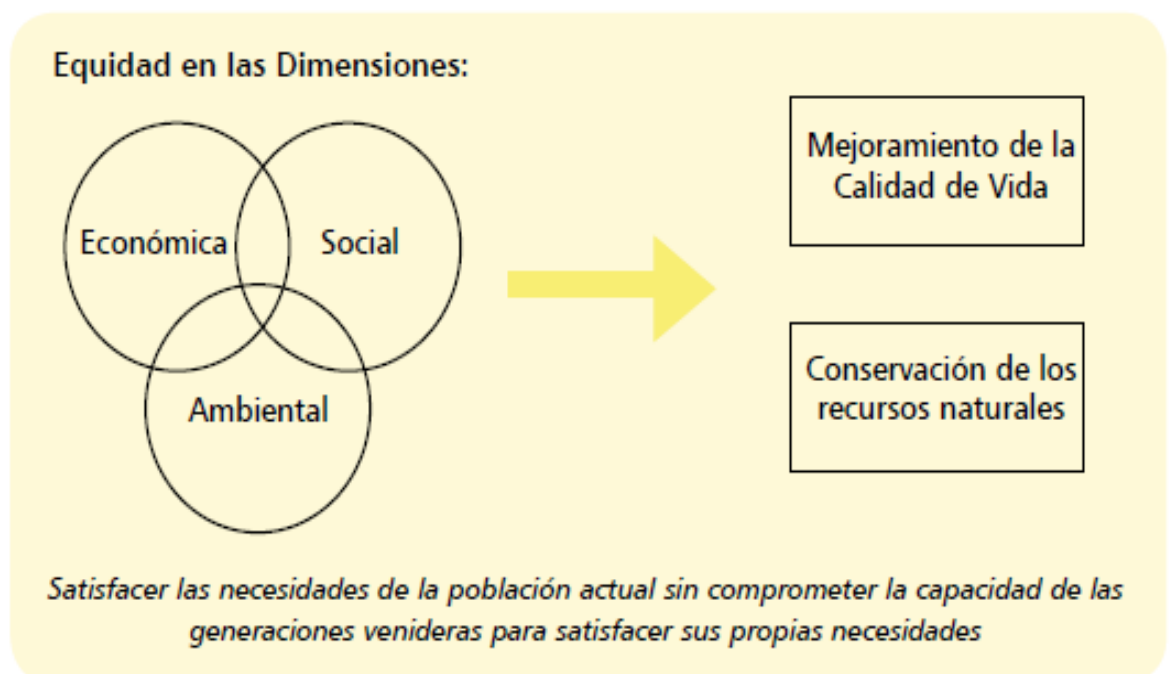 Equidad en las Dimensiones:
Económica
Social
Ambiental
Mejoramiento de la
Calidad de Vida
Conservación de los
recursos naturales
Satisfacer las necesidades de la población actual sin comprometer la capacidad de las
generaciones venideras para satisfacer sus propias necesidades